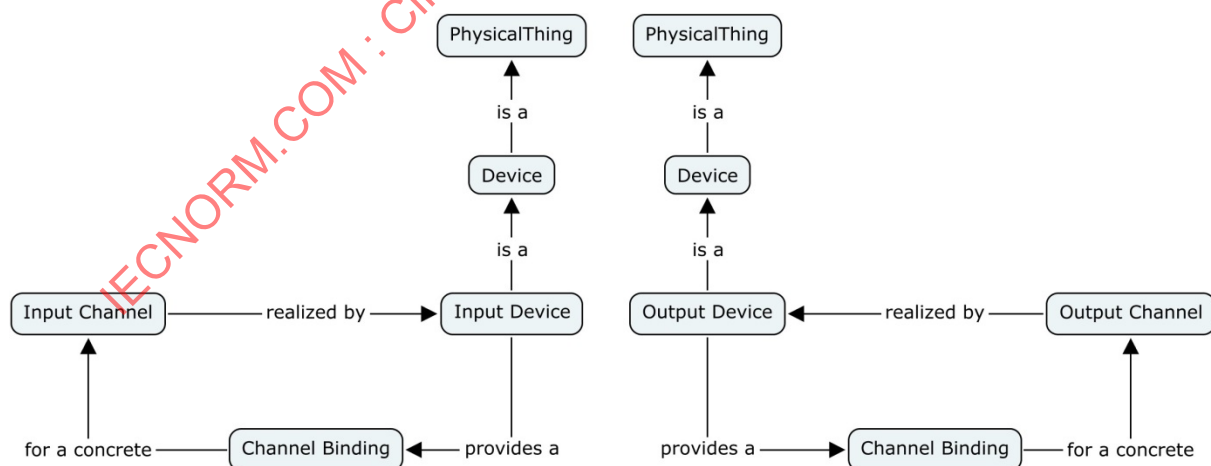 PhysicalThing PhysicalThing
is a is a
Device Device
is a is a
Input Channel realized by Input Device Output Device realized by Output Channel
for a concrete Channel Binding provides a provides a Channel Binding for a concrete
IECNORM.COM :